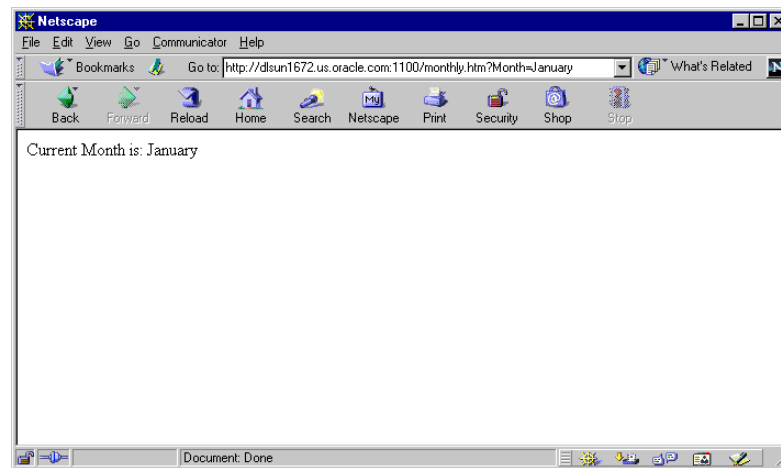 Netscape
File Edit View Go Communicator Help
Bookmarks Go to: http://dlsun1672.us.oracle.com:1100/monthly.htm?Month=January What's Related
My
Back Forward Reload Home Search Netscape Print Security Shop Stop
Current Month is: January
Document: Done